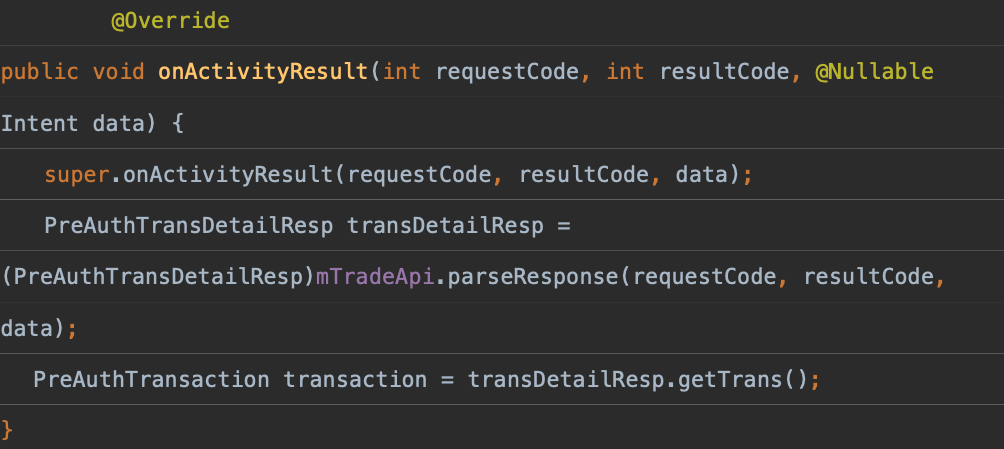 @Override
public void onActivityResult(int requestCode, int resultCode, @Nullable
Intent data) {
super.onActivityResult(requestCode, resultCode, data);
PreAuthTransDetailResp transDetailResp =
(PreAuthTransDetailResp)mTradeApi.parseResponse(requestCode, resultCode,
data);
PreAuthTransaction transaction = transDetailResp.getTrans();
}